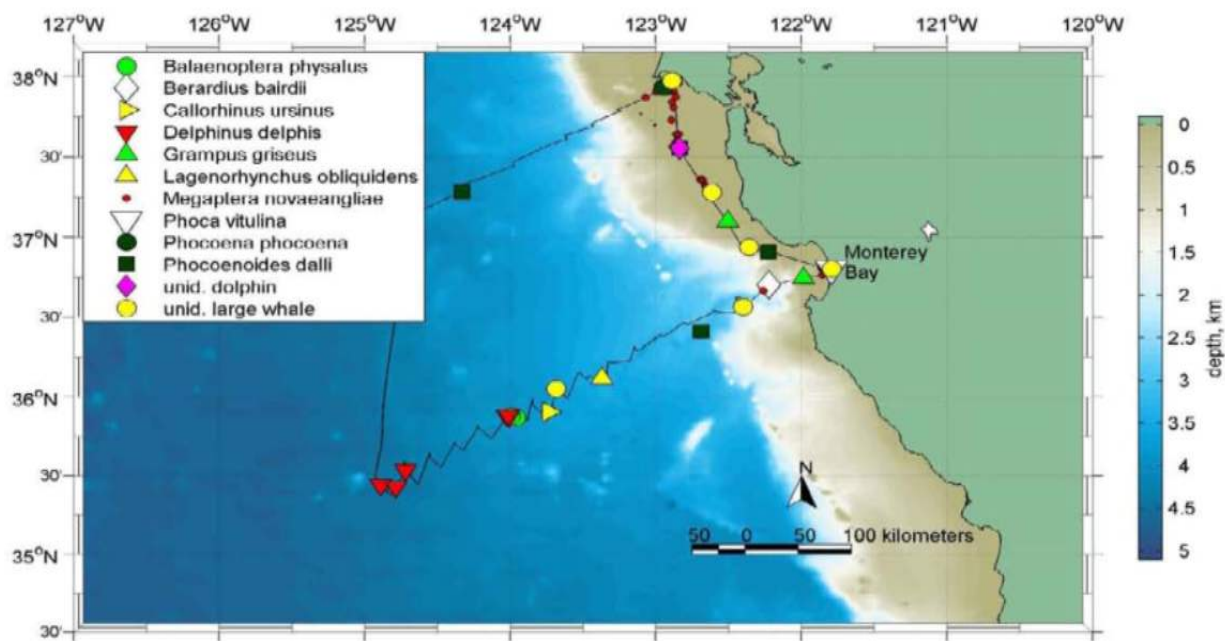 127°W 126°W 125°W 124°W 123°W 122°W 121°W 120°W
38°N
30'
37°N
30'
36°N
30'
35°N
30'
Balaenoptera physalus
Berardius bairdii
Callorhinus ursinus
Delphinus delphis
Grampus griseus
Lagenorhynchus obliquidens
Megaptera novaeangliae
Phoca vitulina
Phocoena phocoena
Phocoenoides dalli
unid. dolphin
unid. large whale
Monterey
Bay
N
50 0 50 100 kilometers
0
0.5
1
1.5
2
2.5
3
3.5
4
4.5
5
depth, km